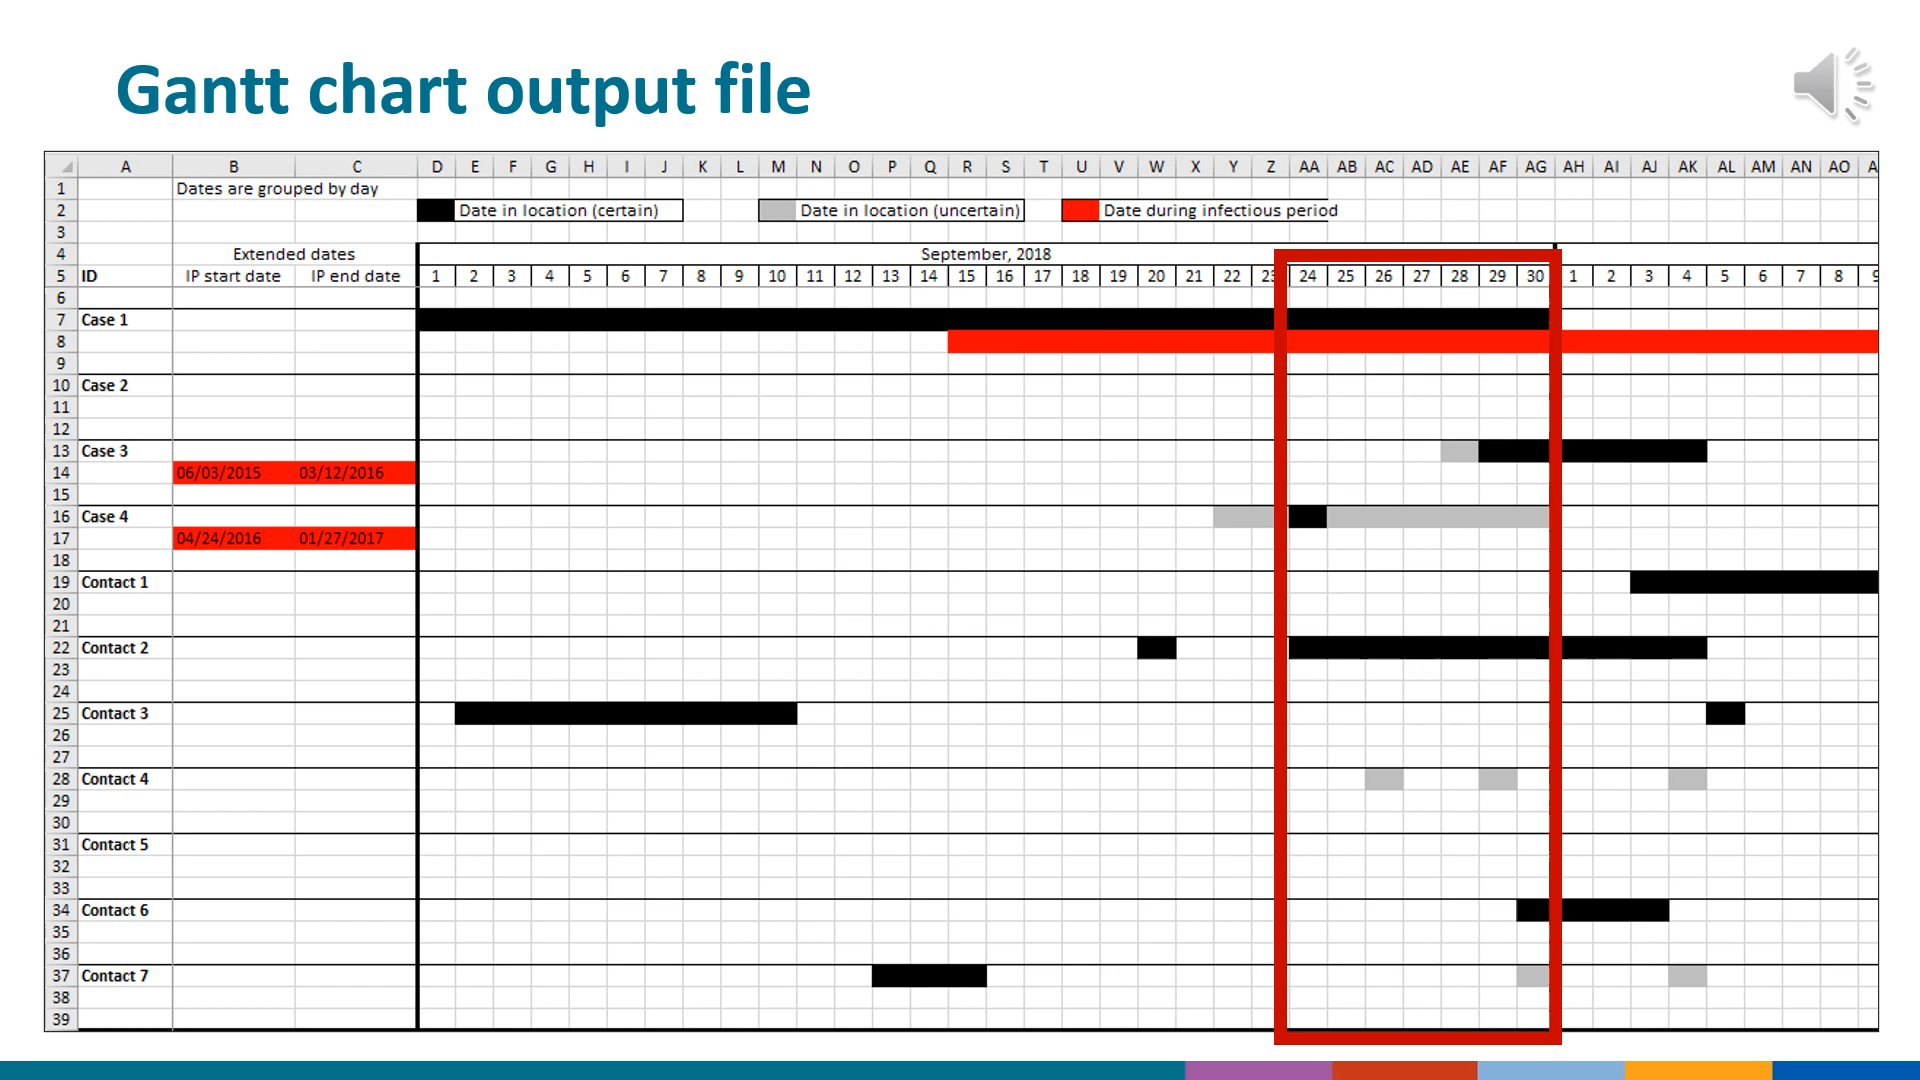 Gantt chart output file
A B C D E F G H I J K L M N O P Q R S T U V W X Y Z AA AB AC AD AE AF AG AH AI AJ AK AL AM AN AO A
1 Dates are grouped by day
2 Date in location (certain) Date in location (uncertain) Date during infectious period
3
4 Extended dates September, 2018
5 ID IP start date IP end date 1 2 3 4 5 6 7 8 9 10 11 12 13 14 15 16 17 18 19 20 21 22 23 24 25 26 27 28 29 30 1 2 3 4 5 6 7 8 9
6
7 Case 1
8
9
10 Case 2
11
12
13 Case 3
14 06/03/2015 03/12/2016
15
16 Case 4
17 04/24/2016 01/27/2017
18
19 Contact 1
20
21
22 Contact 2
23
24
25 Contact 3
26
27
28 Contact 4
29
30
31 Contact 5
32
33
34 Contact 6
35
36
37 Contact 7
38
39